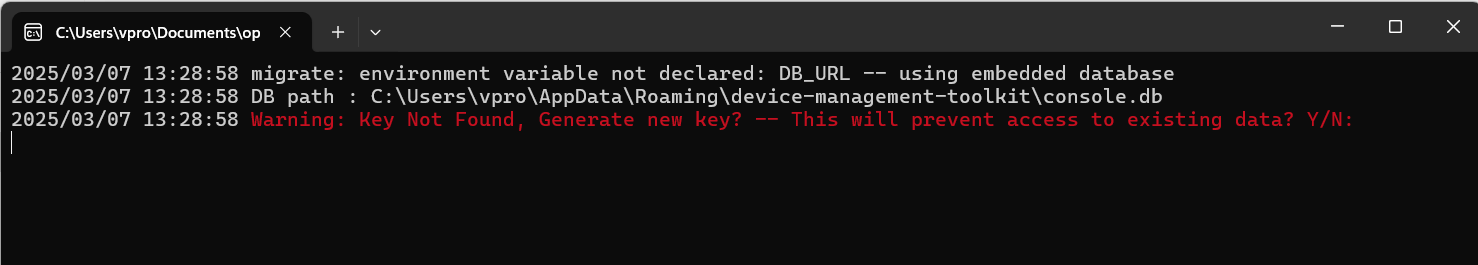 C:\Users\vpro\Documents\op
2025/03/07 13:28:58 migrate: environment variable not declared: DB_URL -- using embedded database
2025/03/07 13:28:58 DB path : C:\Users\vpro\AppData\Roaming\device-management-toolkit\console.db
2025/03/07 13:28:58 Warning: Key Not Found, Generate new key? -- This will prevent access to existing data? Y/N: